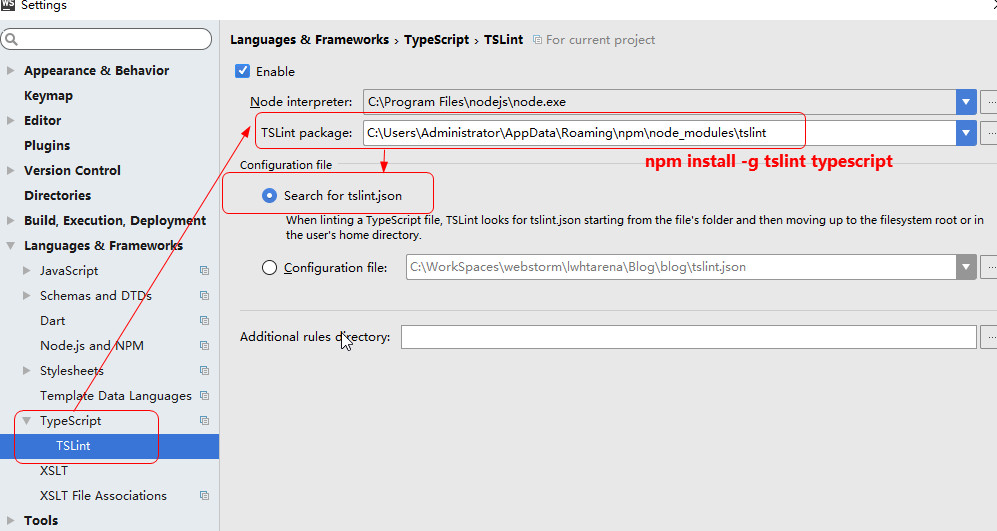 WS Settings
Languages & Frameworks › TypeScript › TSLint For current project
Appearance & Behavior
Keymap
Editor
Plugins
Version Control
Directories
Build, Execution, Deployment
Languages & Frameworks
JavaScript
Schemas and DTDs
Dart
Node.js and NPM
Stylesheets
Template Data Languages
TypeScript
TSLint
XSLT
XSLT File Associations
Tools
Enable
Node interpreter: C:\Program Files\nodejs\node.exe ...
TSLint package: C:\Users\Administrator\AppData\Roaming\npm\node_modules\tslint ...
npm install -g tslint typescript
Configuration file
Search for tslint.json
When linting a TypeScript file, TSLint looks for tslint.json starting from the file's folder and then moving up to the filesystem root or in
the user's home directory.
Configuration file: C:\WorkSpaces\webstorm\lwhtarena\Blog\blog\tslint.json ...
Additional rules directory: ...